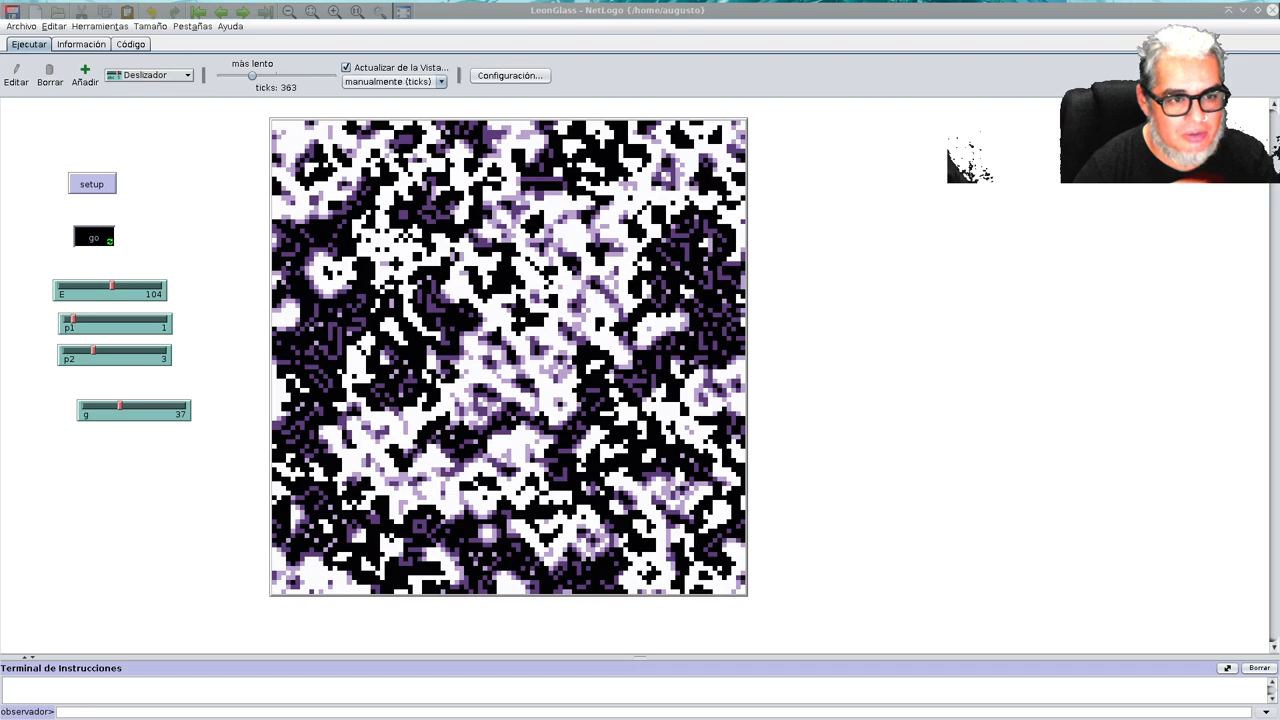 LeonGlass - NetLogo {/home/augusto}
Archivo Editar Herramientas Tamaño Pestañas Ayuda
Ejecutar Información Código
Editar Borrar Añadir Deslizador
más lento
ticks: 363
Actualizar de la Vista...
manualmente (ticks)
Configuración...
setup
go
E 104
p1 1
p2 3
g 37
Terminal de Instrucciones
Borrar
observador>